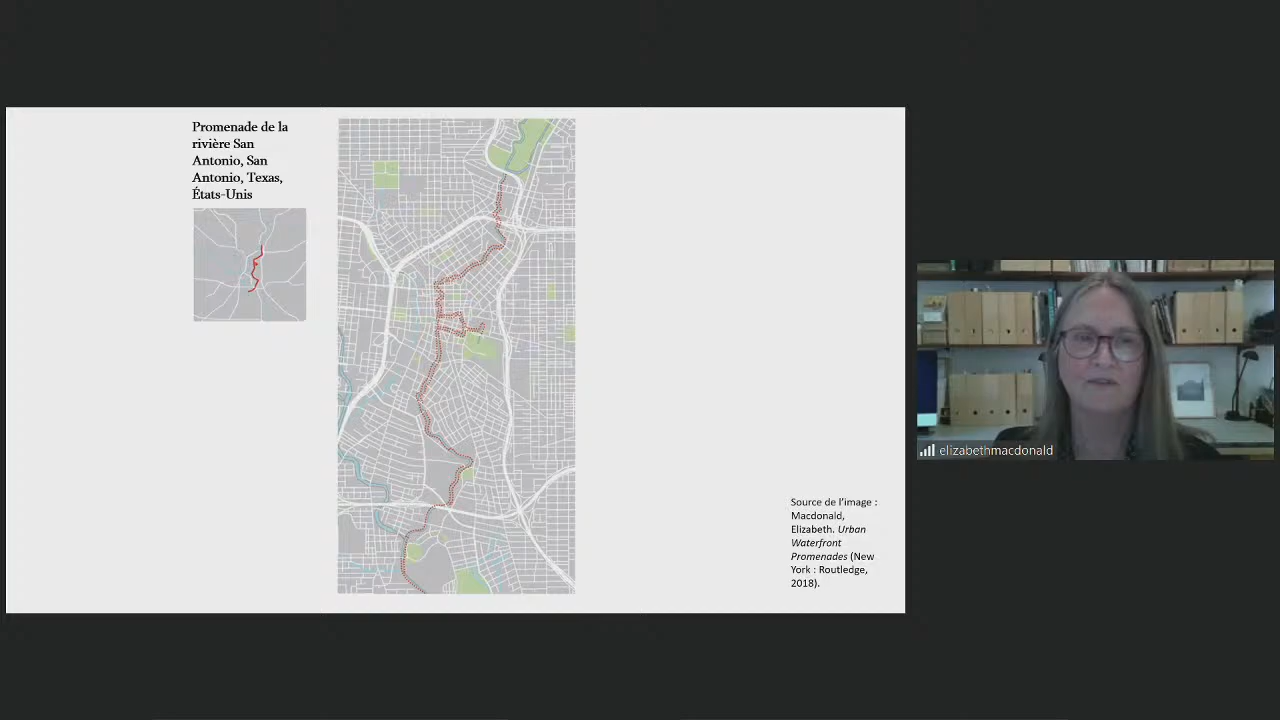 Promenade de la
rivière San
Antonio, San
Antonio, Texas,
États-Unis
Source de l'image :
Macdonald,
Elizabeth. Urban
Waterfront
Promenades (New
York : Routledge,
2018).
elizabethmacdonald